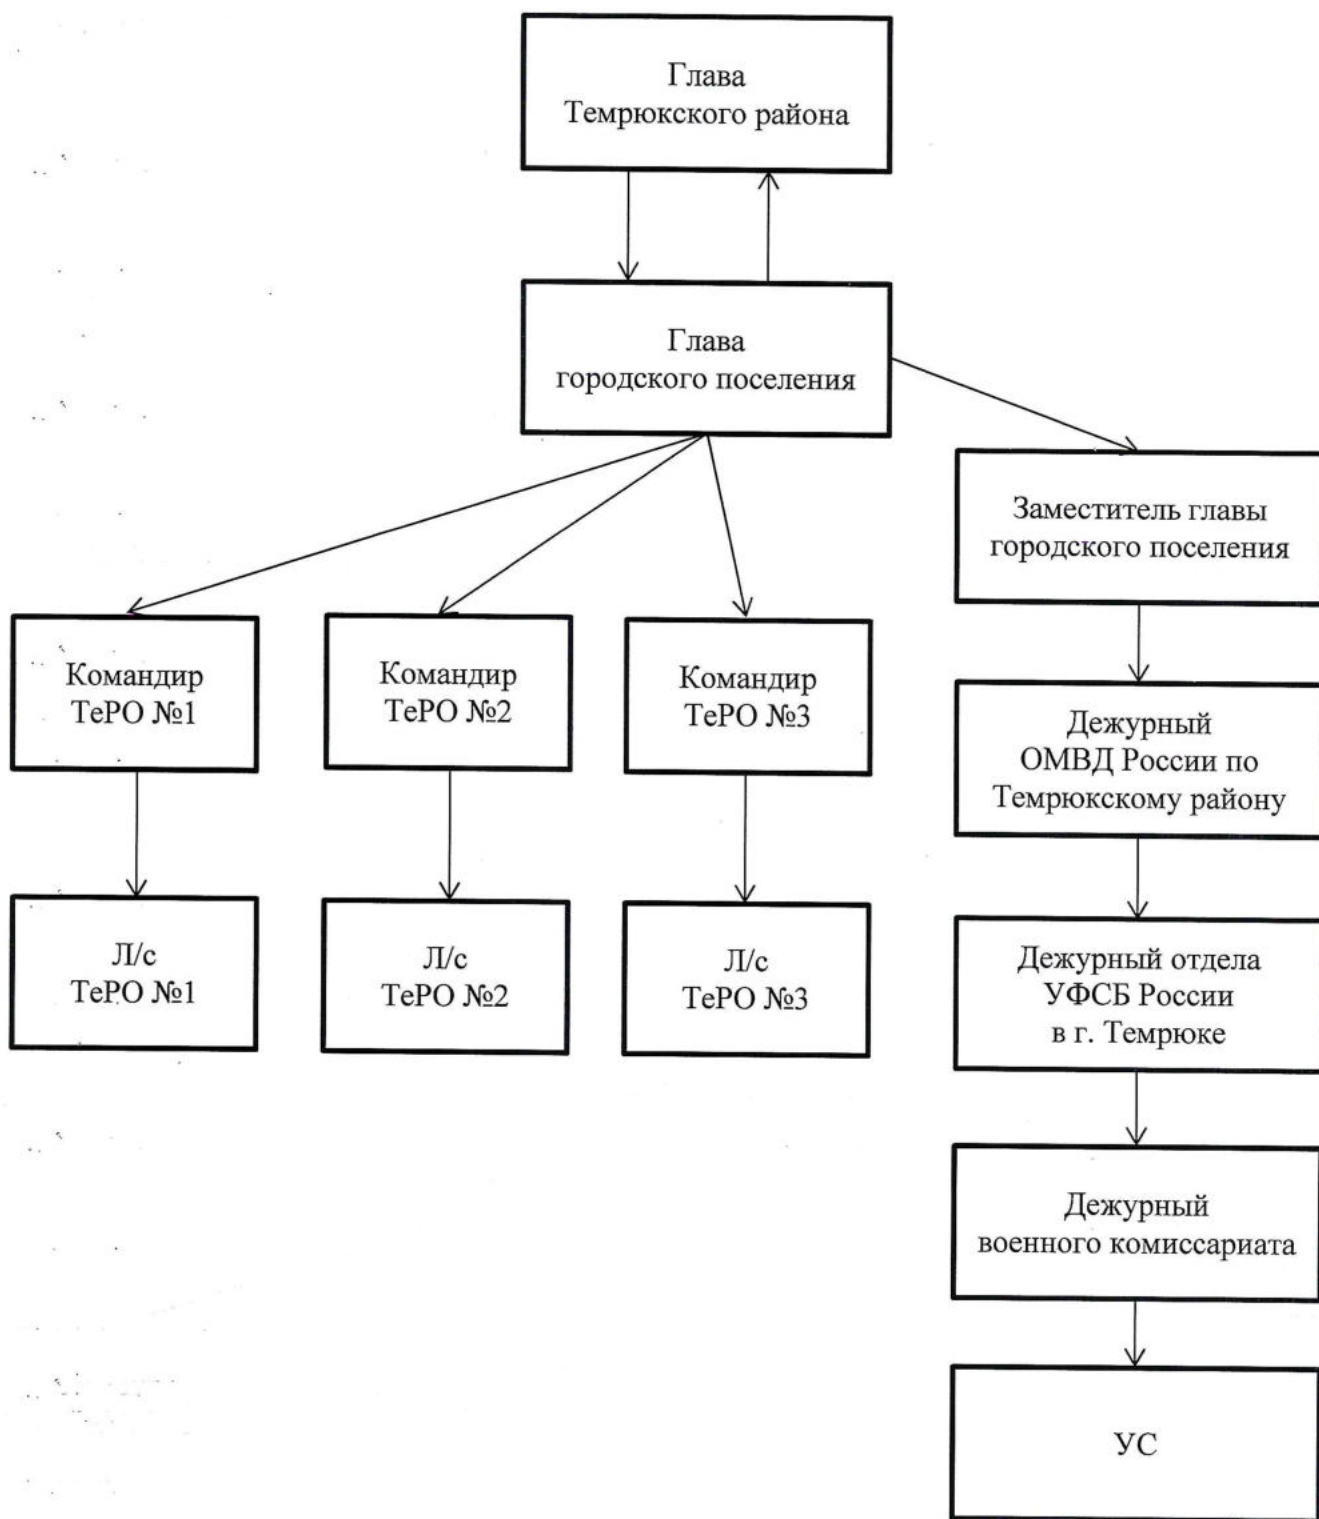 Глава
Темрюкского района
Глава
городского поселения
Заместитель главы
городского поселения
Командир
ТеРО №1
Командир
ТеРО №2
Командир
ТеРО №3
Дежурный
ОМВД России по
Темрюкскому району
Л/с
ТеРО №1
Л/с
ТеРО №2
Л/с
ТеРО №3
Дежурный отдела
УФСБ России
в г. Темрюке
Дежурный
военного комиссариата
УС